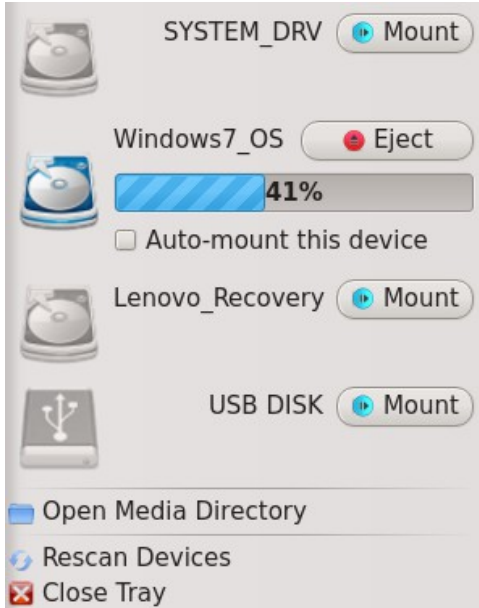 SYSTEM_DRV Mount
Windows7_OS Eject
41%
Auto-mount this device
Lenovo_Recovery Mount
USB DISK Mount
Open Media Directory
Rescan Devices
Close Tray